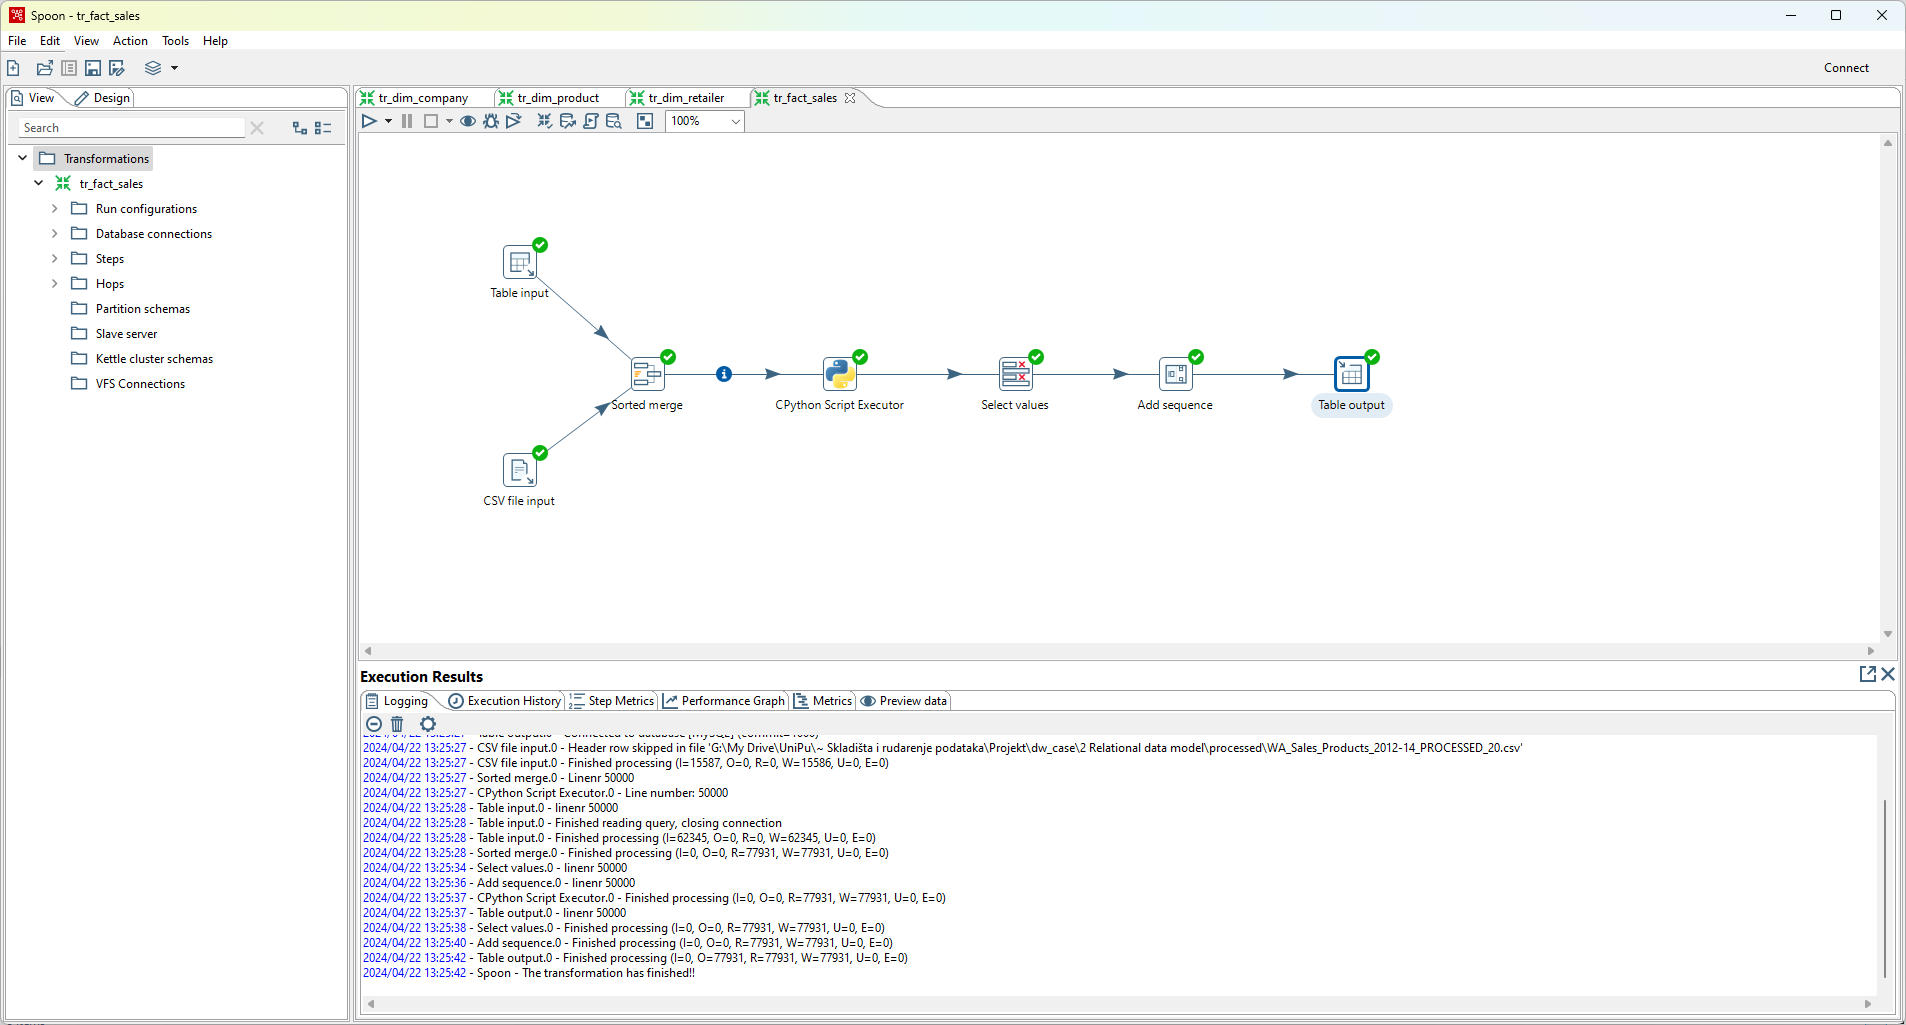 Spoon - tr_fact_sales
File Edit View Action Tools Help
Connect
View Design
Search
Transformations
tr_fact_sales
Run configurations
Database connections
Steps
Hops
Partition schemas
Slave server
Kettle cluster schemas
VFS Connections
tr_dim_company tr_dim_product tr_dim_retailer tr_fact_sales
100%
Table input
Sorted merge CPython Script Executor Select values Add sequence Table output
CSV file input
Execution Results
Logging Execution History Step Metrics Performance Graph Metrics Preview data
2024/04/22 13:25:27 - CSV file input.0 - Header row skipped in file 'G:\My Drive\UniPu\~ Skladišta i rudarenje podataka\Projekt\dw_case\2 Relational data model\processed\WA_Sales_Products_2012-14_PROCESSED_20.csv'
2024/04/22 13:25:27 - CSV file input.0 - Finished processing (I=15587, O=0, R=0, W=15586, U=0, E=0)
2024/04/22 13:25:27 - Sorted merge.0 - Linenr 50000
2024/04/22 13:25:27 - CPython Script Executor.0 - Line number: 50000
2024/04/22 13:25:28 - Table input.0 - linenr 50000
2024/04/22 13:25:28 - Table input.0 - Finished reading query, closing connection
2024/04/22 13:25:28 - Table input.0 - Finished processing (I=62345, O=0, R=0, W=62345, U=0, E=0)
2024/04/22 13:25:28 - Sorted merge.0 - Finished processing (I=0, O=0, R=77931, W=77931, U=0, E=0)
2024/04/22 13:25:34 - Select values.0 - linenr 50000
2024/04/22 13:25:36 - Add sequence.0 - linenr 50000
2024/04/22 13:25:37 - CPython Script Executor.0 - Finished processing (I=0, O=0, R=77931, W=77931, U=0, E=0)
2024/04/22 13:25:37 - Table output.0 - linenr 50000
2024/04/22 13:25:38 - Select values.0 - Finished processing (I=0, O=0, R=77931, W=77931, U=0, E=0)
2024/04/22 13:25:40 - Add sequence.0 - Finished processing (I=0, O=0, R=77931, W=77931, U=0, E=0)
2024/04/22 13:25:42 - Table output.0 - Finished processing (I=0, O=77931, R=77931, W=77931, U=0, E=0)
2024/04/22 13:25:42 - Spoon - The transformation has finished!!